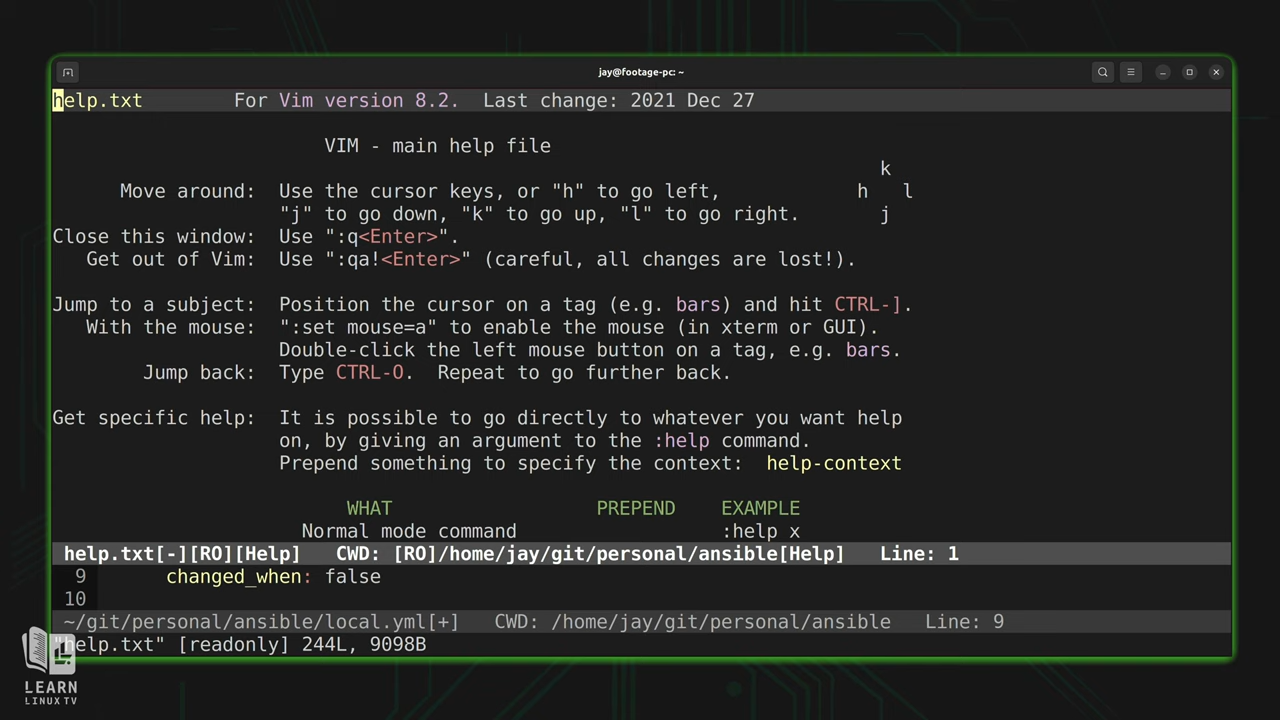 jay@footage-pc: ~
help.txt        For Vim version 8.2.  Last change: 2021 Dec 27
VIM - main help file
k
Move around:  Use the cursor keys, or "h" to go left,             h   l
"j" to go down, "k" to go up, "l" to go right.       j
Close this window:  Use ":q<Enter>".
Get out of Vim:  Use ":qa!<Enter>" (careful, all changes are lost!).
Jump to a subject:  Position the cursor on a tag (e.g. bars) and hit CTRL-].
With the mouse:  ":set mouse=a" to enable the mouse (in xterm or GUI).
Double-click the left mouse button on a tag, e.g. bars.
Jump back:  Type CTRL-O.  Repeat to go further back.
Get specific help:  It is possible to go directly to whatever you want help
on, by giving an argument to the :help command.
Prepend something to specify the context:  help-context
WHAT                  PREPEND    EXAMPLE
Normal mode command                  :help x
help.txt[-][RO][Help]   CWD: [RO]/home/jay/git/personal/ansible[Help]   Line: 1
9       changed_when: false
10
~/git/personal/ansible/local.yml[+]   CWD: /home/jay/git/personal/ansible   Line: 9
"help.txt" [readonly] 244L, 9098B
LEARN
LINUX TV